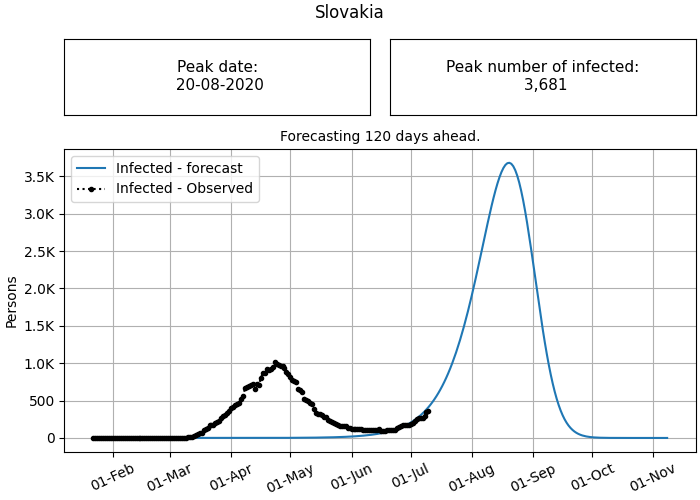 Slovakia
Peak date:
20-08-2020
Peak number of infected:
3,681
Forecasting 120 days ahead.
Infected - forecast
Infected - Observed
Persons
3.5K
3.0K
2.5K
2.0K
1.5K
1.0K
500
0
01-Feb
01-Mar
01-Apr
01-May
01-Jun
01-Jul
01-Aug
01-Sep
01-Oct
01-Nov